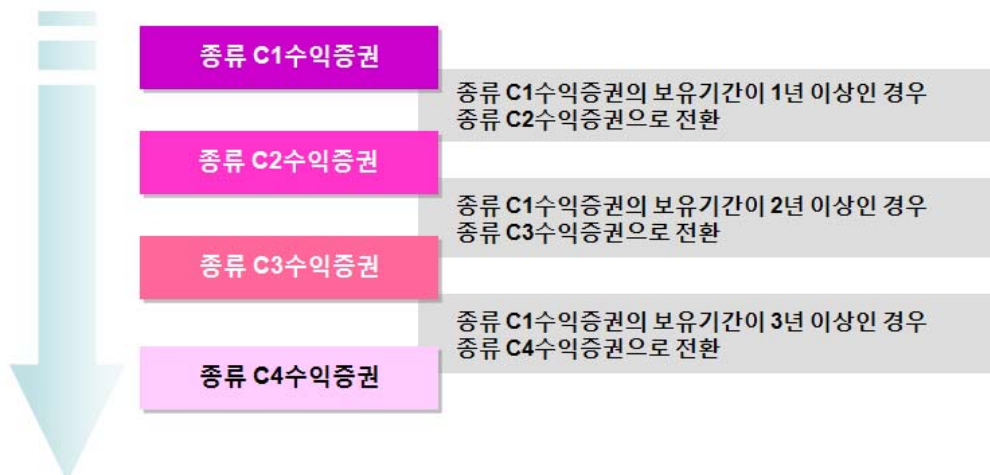 종류 C1수익증권
종류 C1수익증권의 보유기간이 1년 이상인 경우
종류 C2수익증권으로 전환
종류 C2수익증권
종류 C1수익증권의 보유기간이 2년 이상인 경우
종류 C3수익증권으로 전환
종류 C3수익증권
종류 C1수익증권의 보유기간이 3년 이상인 경우
종류 C4수익증권으로 전환
종류 C4수익증권